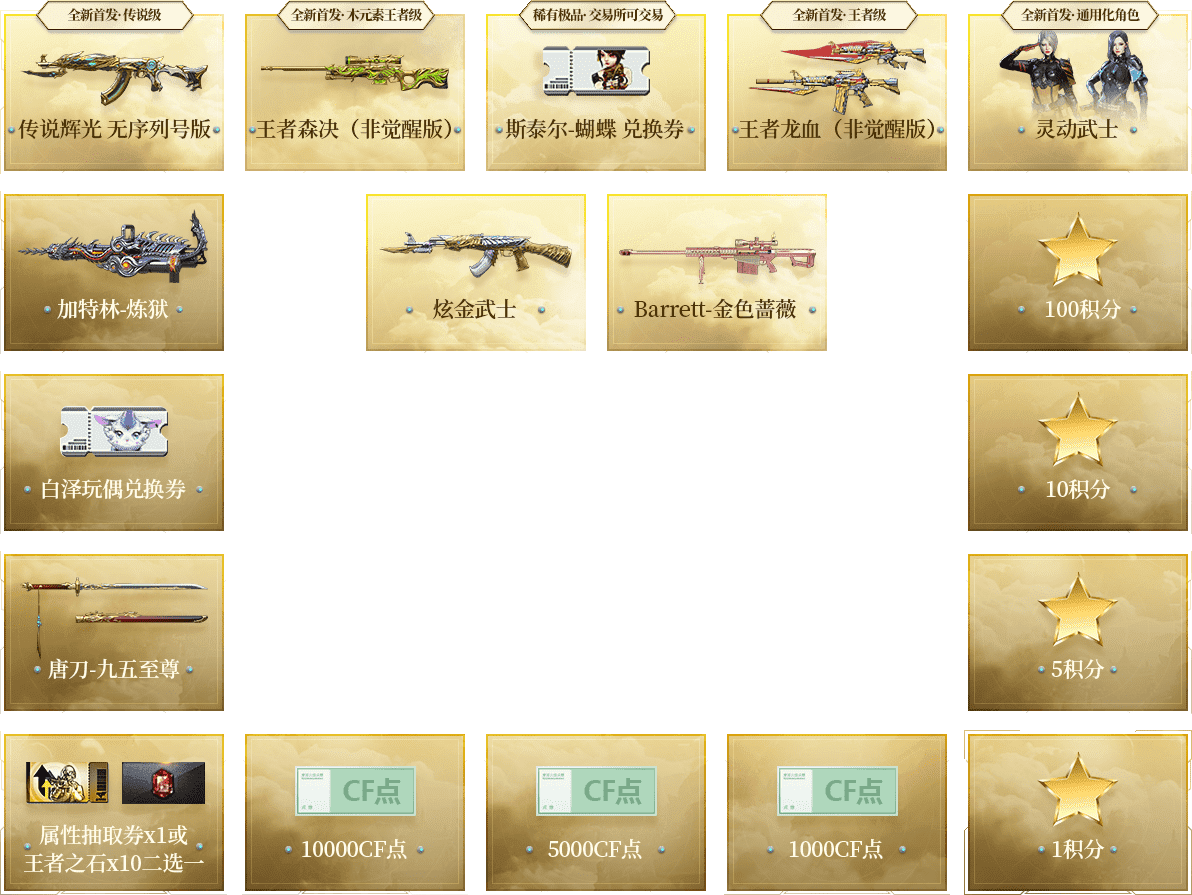 全新首发·传说级
全新首发·木元素王者级
稀有极品·交易所可交易
全新首发·王者级
全新首发·通用化角色
传说辉光 无序列号版
王者森决（非觉醒版）
斯泰尔-蝴蝶 兑换券
王者龙血（非觉醒版）
灵动武士
加特林-炼狱
炫金武士
Barrett-金色蔷薇
100积分
白泽玩偶兑换券
10积分
唐刀-九五至尊
5积分
CF点
CF点
CF点
属性抽取券x1或
王者之石x10二选一
10000CF点
5000CF点
1000CF点
1积分